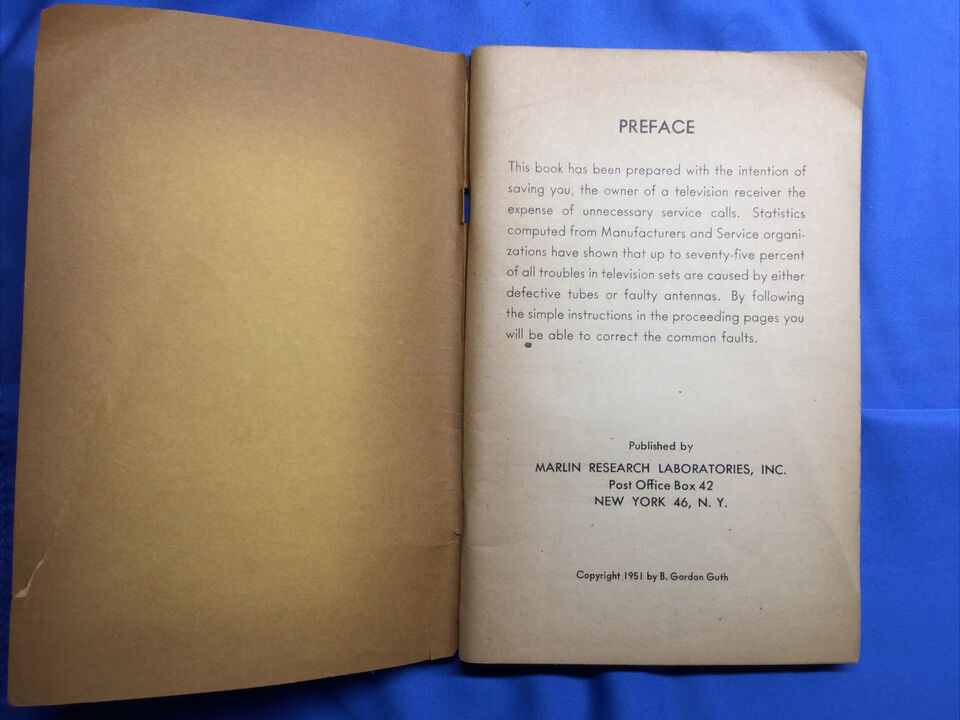 PREFACE
This book has been prepared with the intention of
saving you, the owner of a television receiver the
expense of unnecessary service calls. Statistics
computed from Manufacturers and Service organi-
zations have shown that up to seventy-five percent
of all troubles in television sets are caused by either
defective tubes or faulty antennas. By following
the simple instructions in the proceeding pages you
will be able to correct the common faults.
Published by
MARLIN RESEARCH LABORATORIES, INC.
Post Office Box 42
NEW YORK 46, N. Y.
Copyright 1951 by B. Gordon Guth